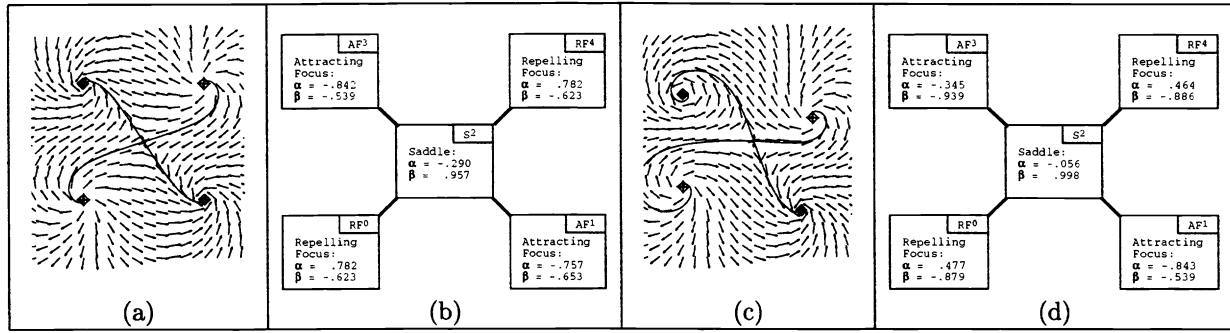 AF³
Attracting
Focus:
α = -.842
β = -.539
RF⁴
Repelling
Focus:
α = .782
β = -.623
S²
Saddle:
α = -.290
β = .957
RF⁰
Repelling
Focus:
α = .782
β = -.623
AF¹
Attracting
Focus:
α = -.757
β = -.653
AF³
Attracting
Focus:
α = -.345
β = -.939
RF⁴
Repelling
Focus:
α = .464
β = -.886
S²
Saddle:
α = -.056
β = .998
RF⁰
Repelling
Focus:
α = .477
β = -.879
AF¹
Attracting
Focus:
α = -.843
β = -.539
(a) (b) (c) (d)